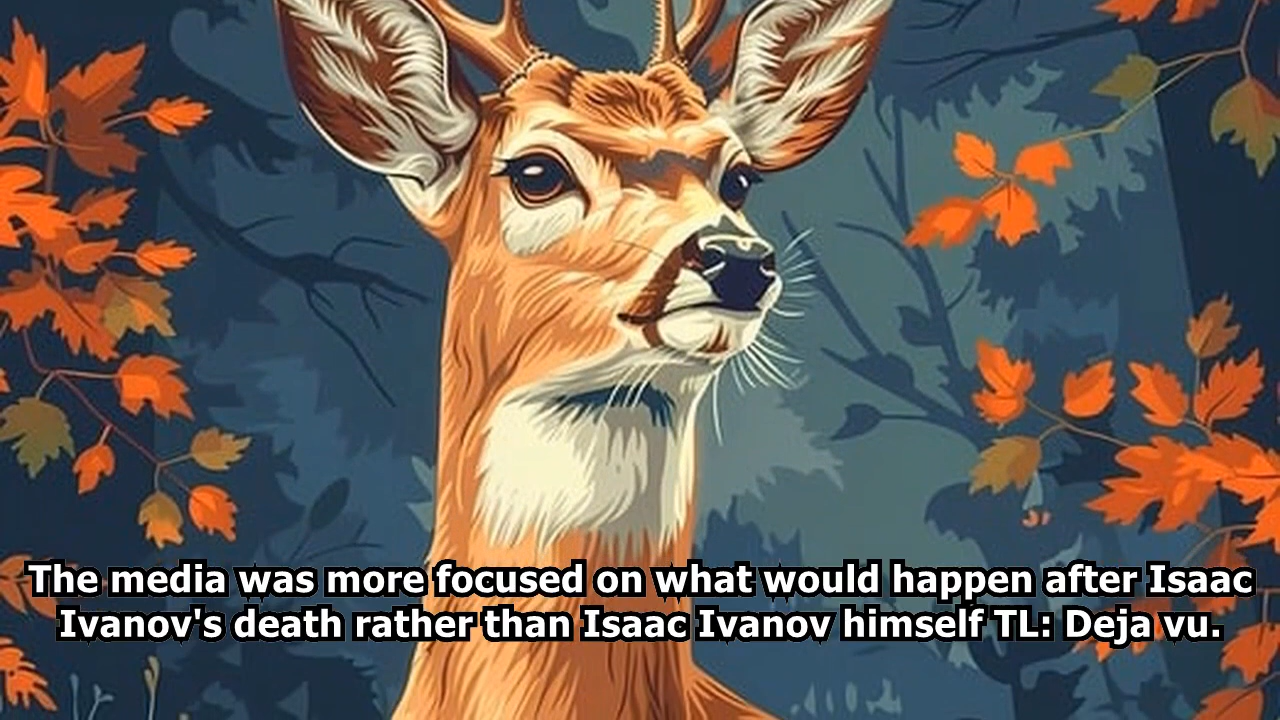 The media was more focused on what would happen after Isaac
Ivanov's death rather than Isaac Ivanov himself TL: Deja vu.